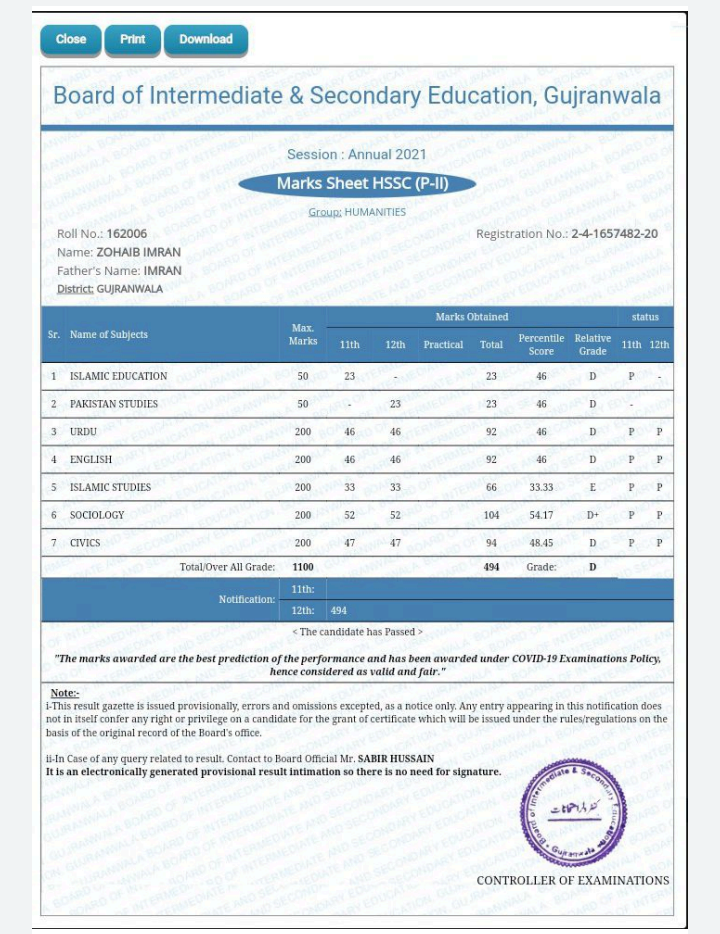 Close Print Download
Board of Intermediate & Secondary Education, Gujranwala
Session : Annual 2021
Marks Sheet HSSC (P-II)
Group: HUMANITIES
Roll No.: 162006 Registration No.: 2-4-1657482-20
Name: ZOHAIB IMRAN
Father's Name: IMRAN
District: GUJRANWALA
Sr. Name of Subjects Max. Marks Marks Obtained status
11th 12th Practical Total Percentile Score Relative Grade 11th 12th
1 ISLAMIC EDUCATION 50 23 - 23 46 D P -
2 PAKISTAN STUDIES 50 - 23 23 46 D -
3 URDU 200 46 46 92 46 D P P
4 ENGLISH 200 46 46 92 46 D P P
5 ISLAMIC STUDIES 200 33 33 66 33.33 E P P
6 SOCIOLOGY 200 52 52 104 54.17 D+ P P
7 CIVICS 200 47 47 94 48.45 D P P
Total/Over All Grade: 1100 494 Grade: D
Notification: 11th:
12th: 494
< The candidate has Passed >
"The marks awarded are the best prediction of the performance and has been awarded under COVID-19 Examinations Policy,
hence considered as valid and fair."
Note:-
i-This result gazette is issued provisionally, errors and omissions excepted, as a notice only. Any entry appearing in this notification does
not in itself confer any right or privilege on a candidate for the grant of certificate which will be issued under the rules/regulations on the
basis of the original record of the Board's office.
ii-In Case of any query related to result. Contact to Board Official Mr. SABIR HUSSAIN
It is an electronically generated provisional result intimation so there is no need for signature.
Board of Intermediate & Secondary Education
Gujranwala
CONTROLLER OF EXAMINATIONS